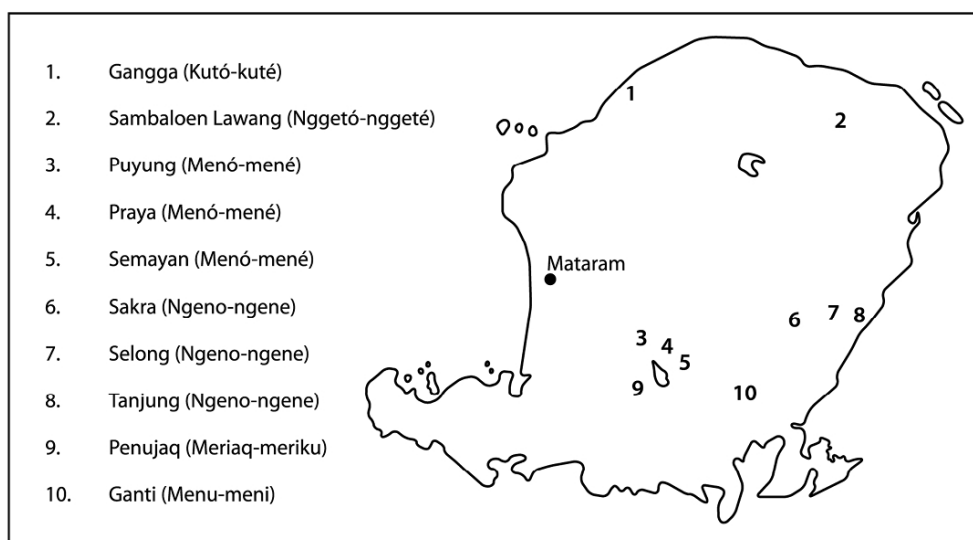 1. Gangga (Kutó-kuté)
2. Sambaloen Lawang (Nggetó-nggeté)
3. Puyung (Menó-mené)
4. Praya (Menó-mené)
5. Semayan (Menó-mené)
6. Sakra (Ngeno-ngene)
7. Selong (Ngeno-ngene)
8. Tanjung (Ngeno-ngene)
9. Penujaq (Meriaq-meriku)
10. Ganti (Menu-meni)
1
2
Mataram
6 7 8
3 4
5
9 10